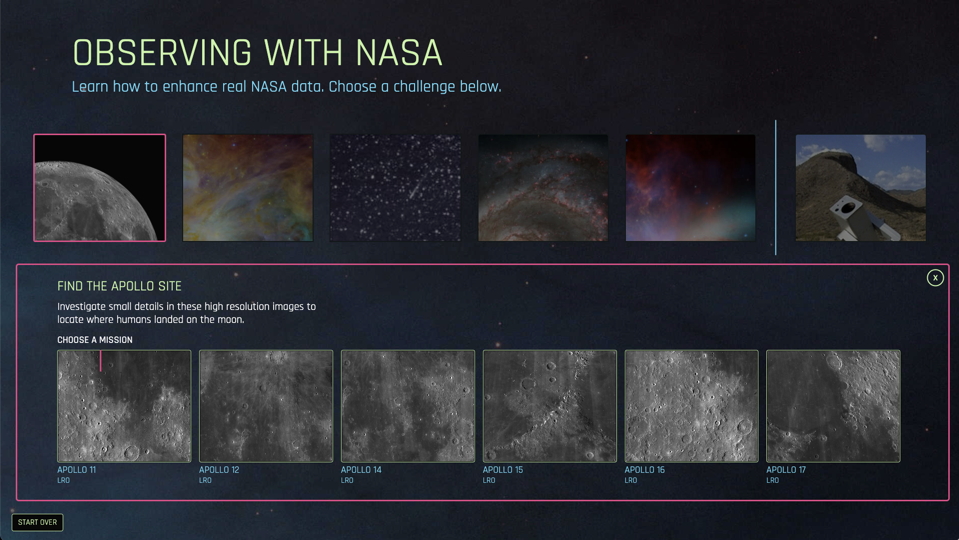 OBSERVING WITH NASA
Learn how to enhance real NASA data. Choose a challenge below.
FIND THE APOLLO SITE
X
Investigate small details in these high resolution images to
locate where humans landed on the moon.
CHOOSE A MISSION
APOLLO 11
LRO
APOLLO 12
LRO
APOLLO 14
LRO
APOLLO 15
LRO
APOLLO 16
LRO
APOLLO 17
LRO
START OVER